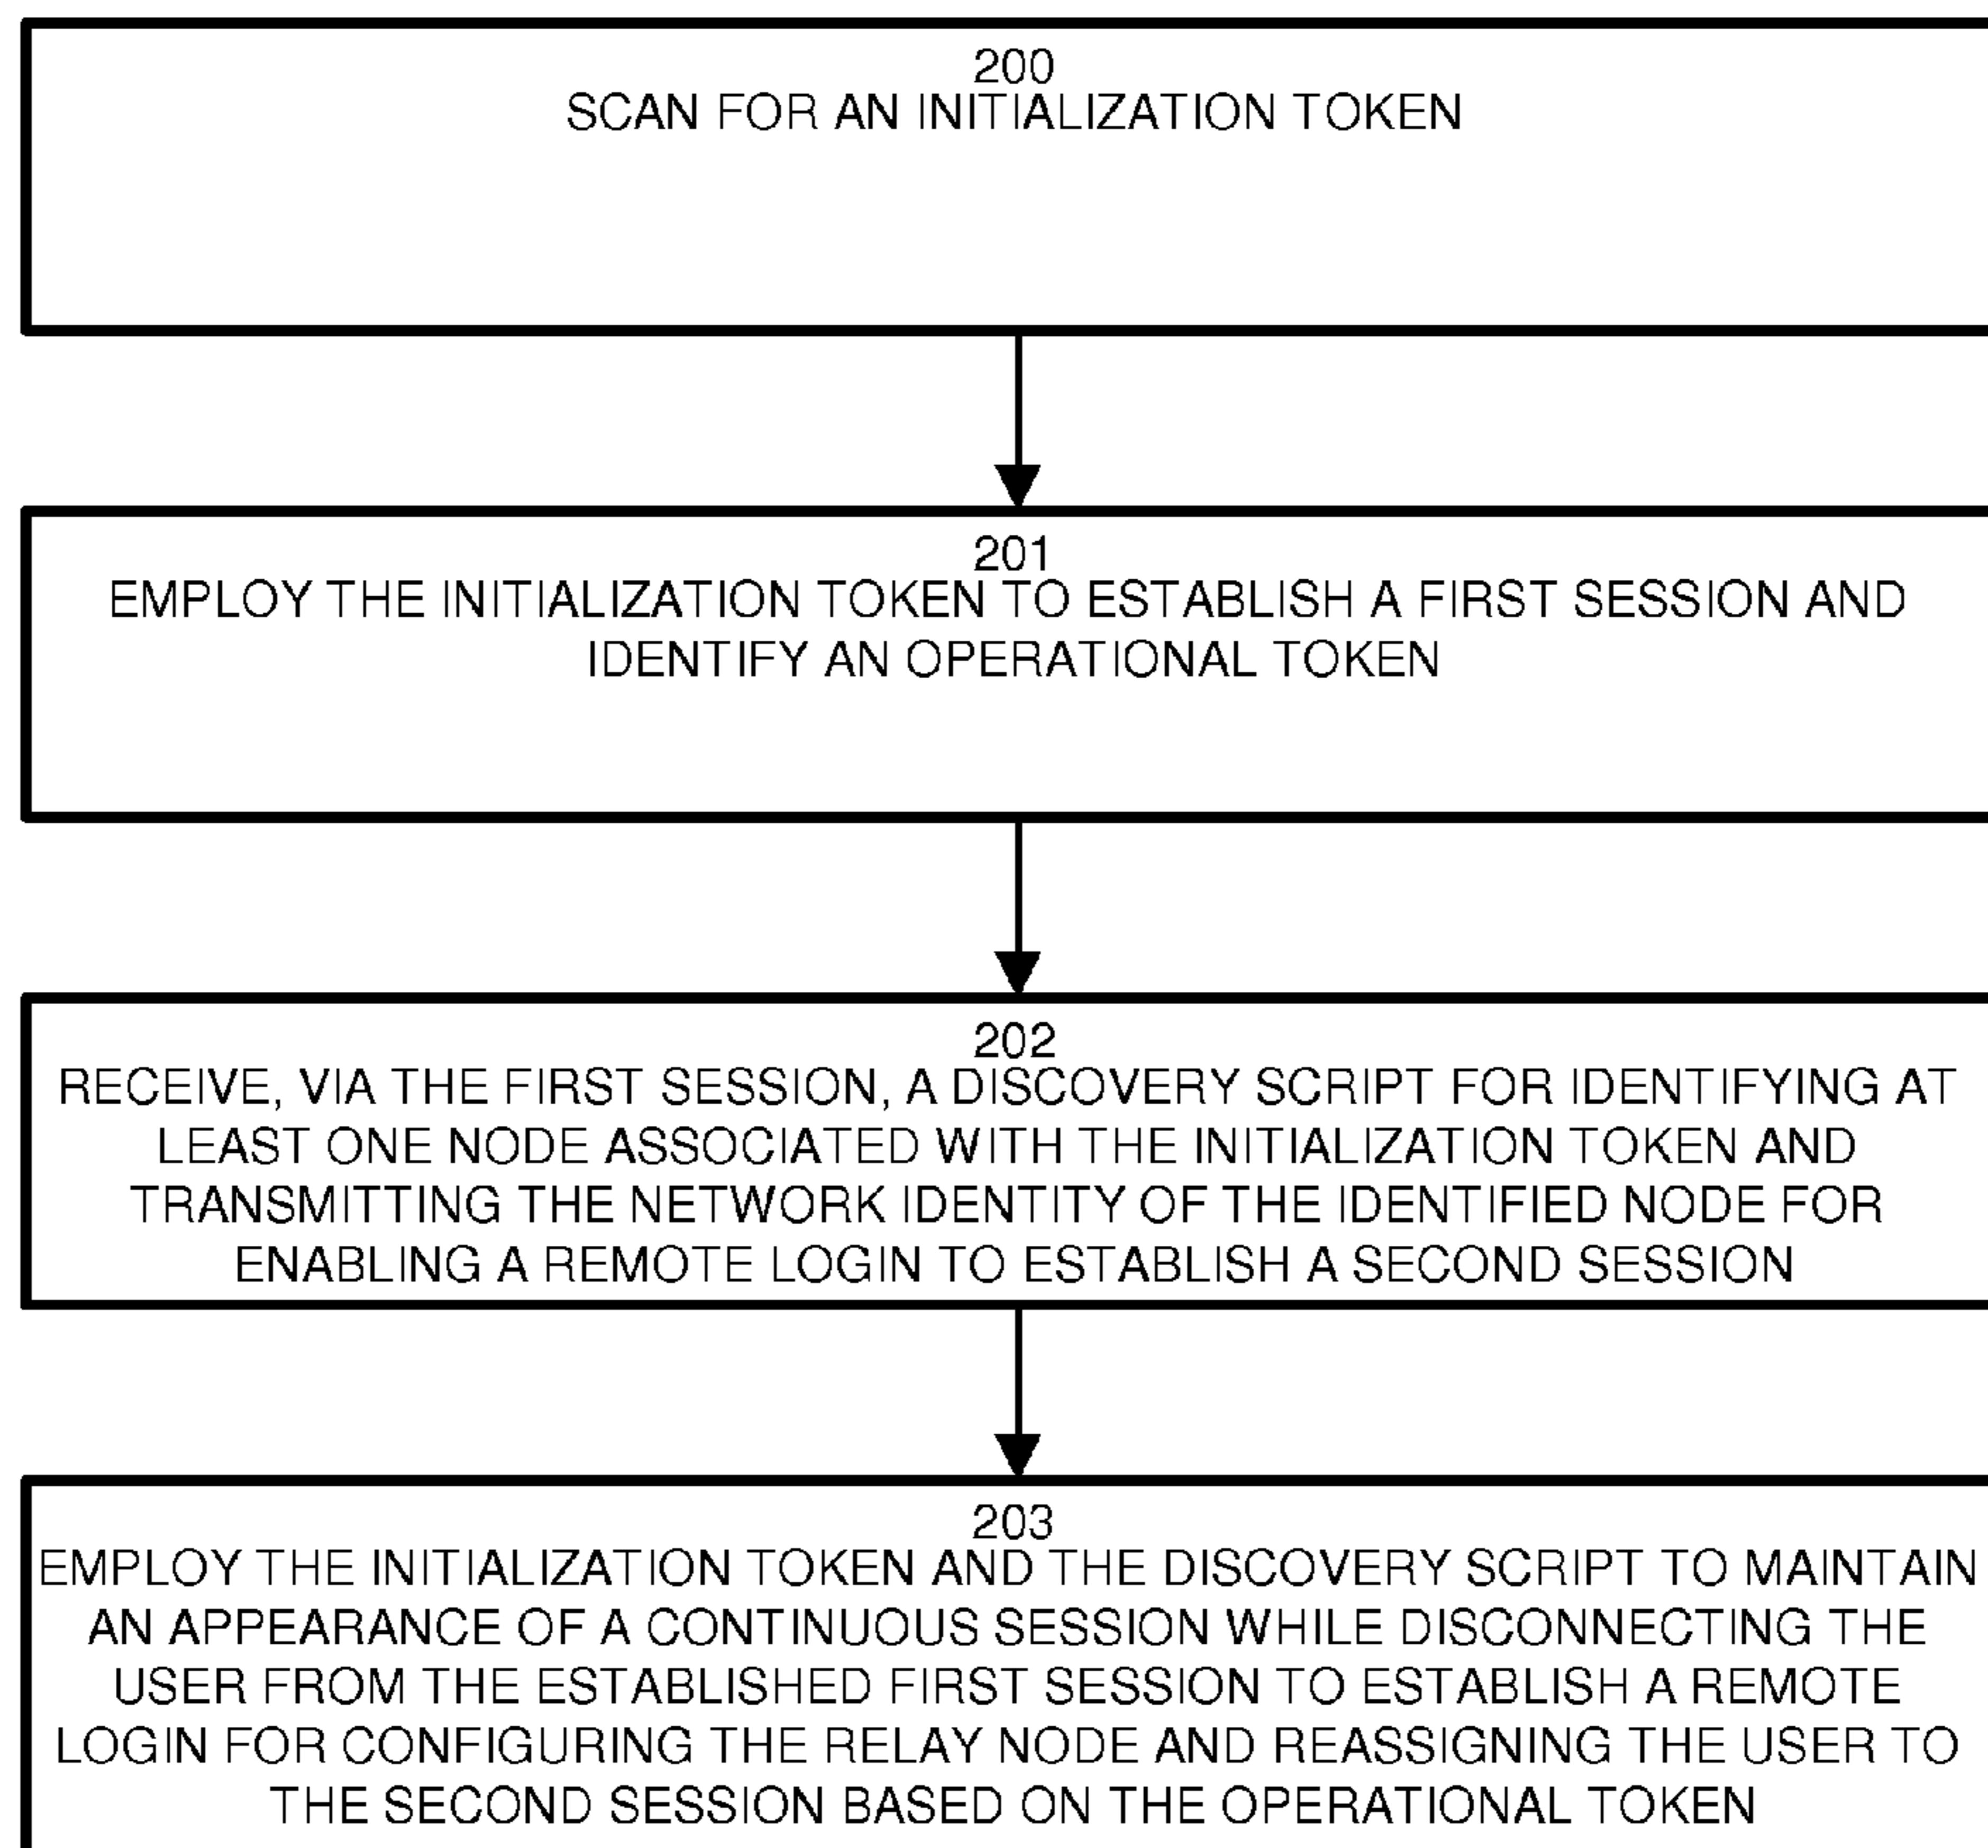 200
SCAN FOR AN INITIALIZATION TOKEN
201
EMPLOY THE INITIALIZATION TOKEN TO ESTABLISH A FIRST SESSION AND
IDENTIFY AN OPERATIONAL TOKEN
202
RECEIVE, VIA THE FIRST SESSION, A DISCOVERY SCRIPT FOR IDENTIFYING AT
LEAST ONE NODE ASSOCIATED WITH THE INITIALIZATION TOKEN AND
TRANSMITTING THE NETWORK IDENTITY OF THE IDENTIFIED NODE FOR
ENABLING A REMOTE LOGIN TO ESTABLISH A SECOND SESSION
203
EMPLOY THE INITIALIZATION TOKEN AND THE DISCOVERY SCRIPT TO MAINTAIN
AN APPEARANCE OF A CONTINUOUS SESSION WHILE DISCONNECTING THE
USER FROM THE ESTABLISHED FIRST SESSION TO ESTABLISH A REMOTE
LOGIN FOR CONFIGURING THE RELAY NODE AND REASSIGNING THE USER TO
THE SECOND SESSION BASED ON THE OPERATIONAL TOKEN